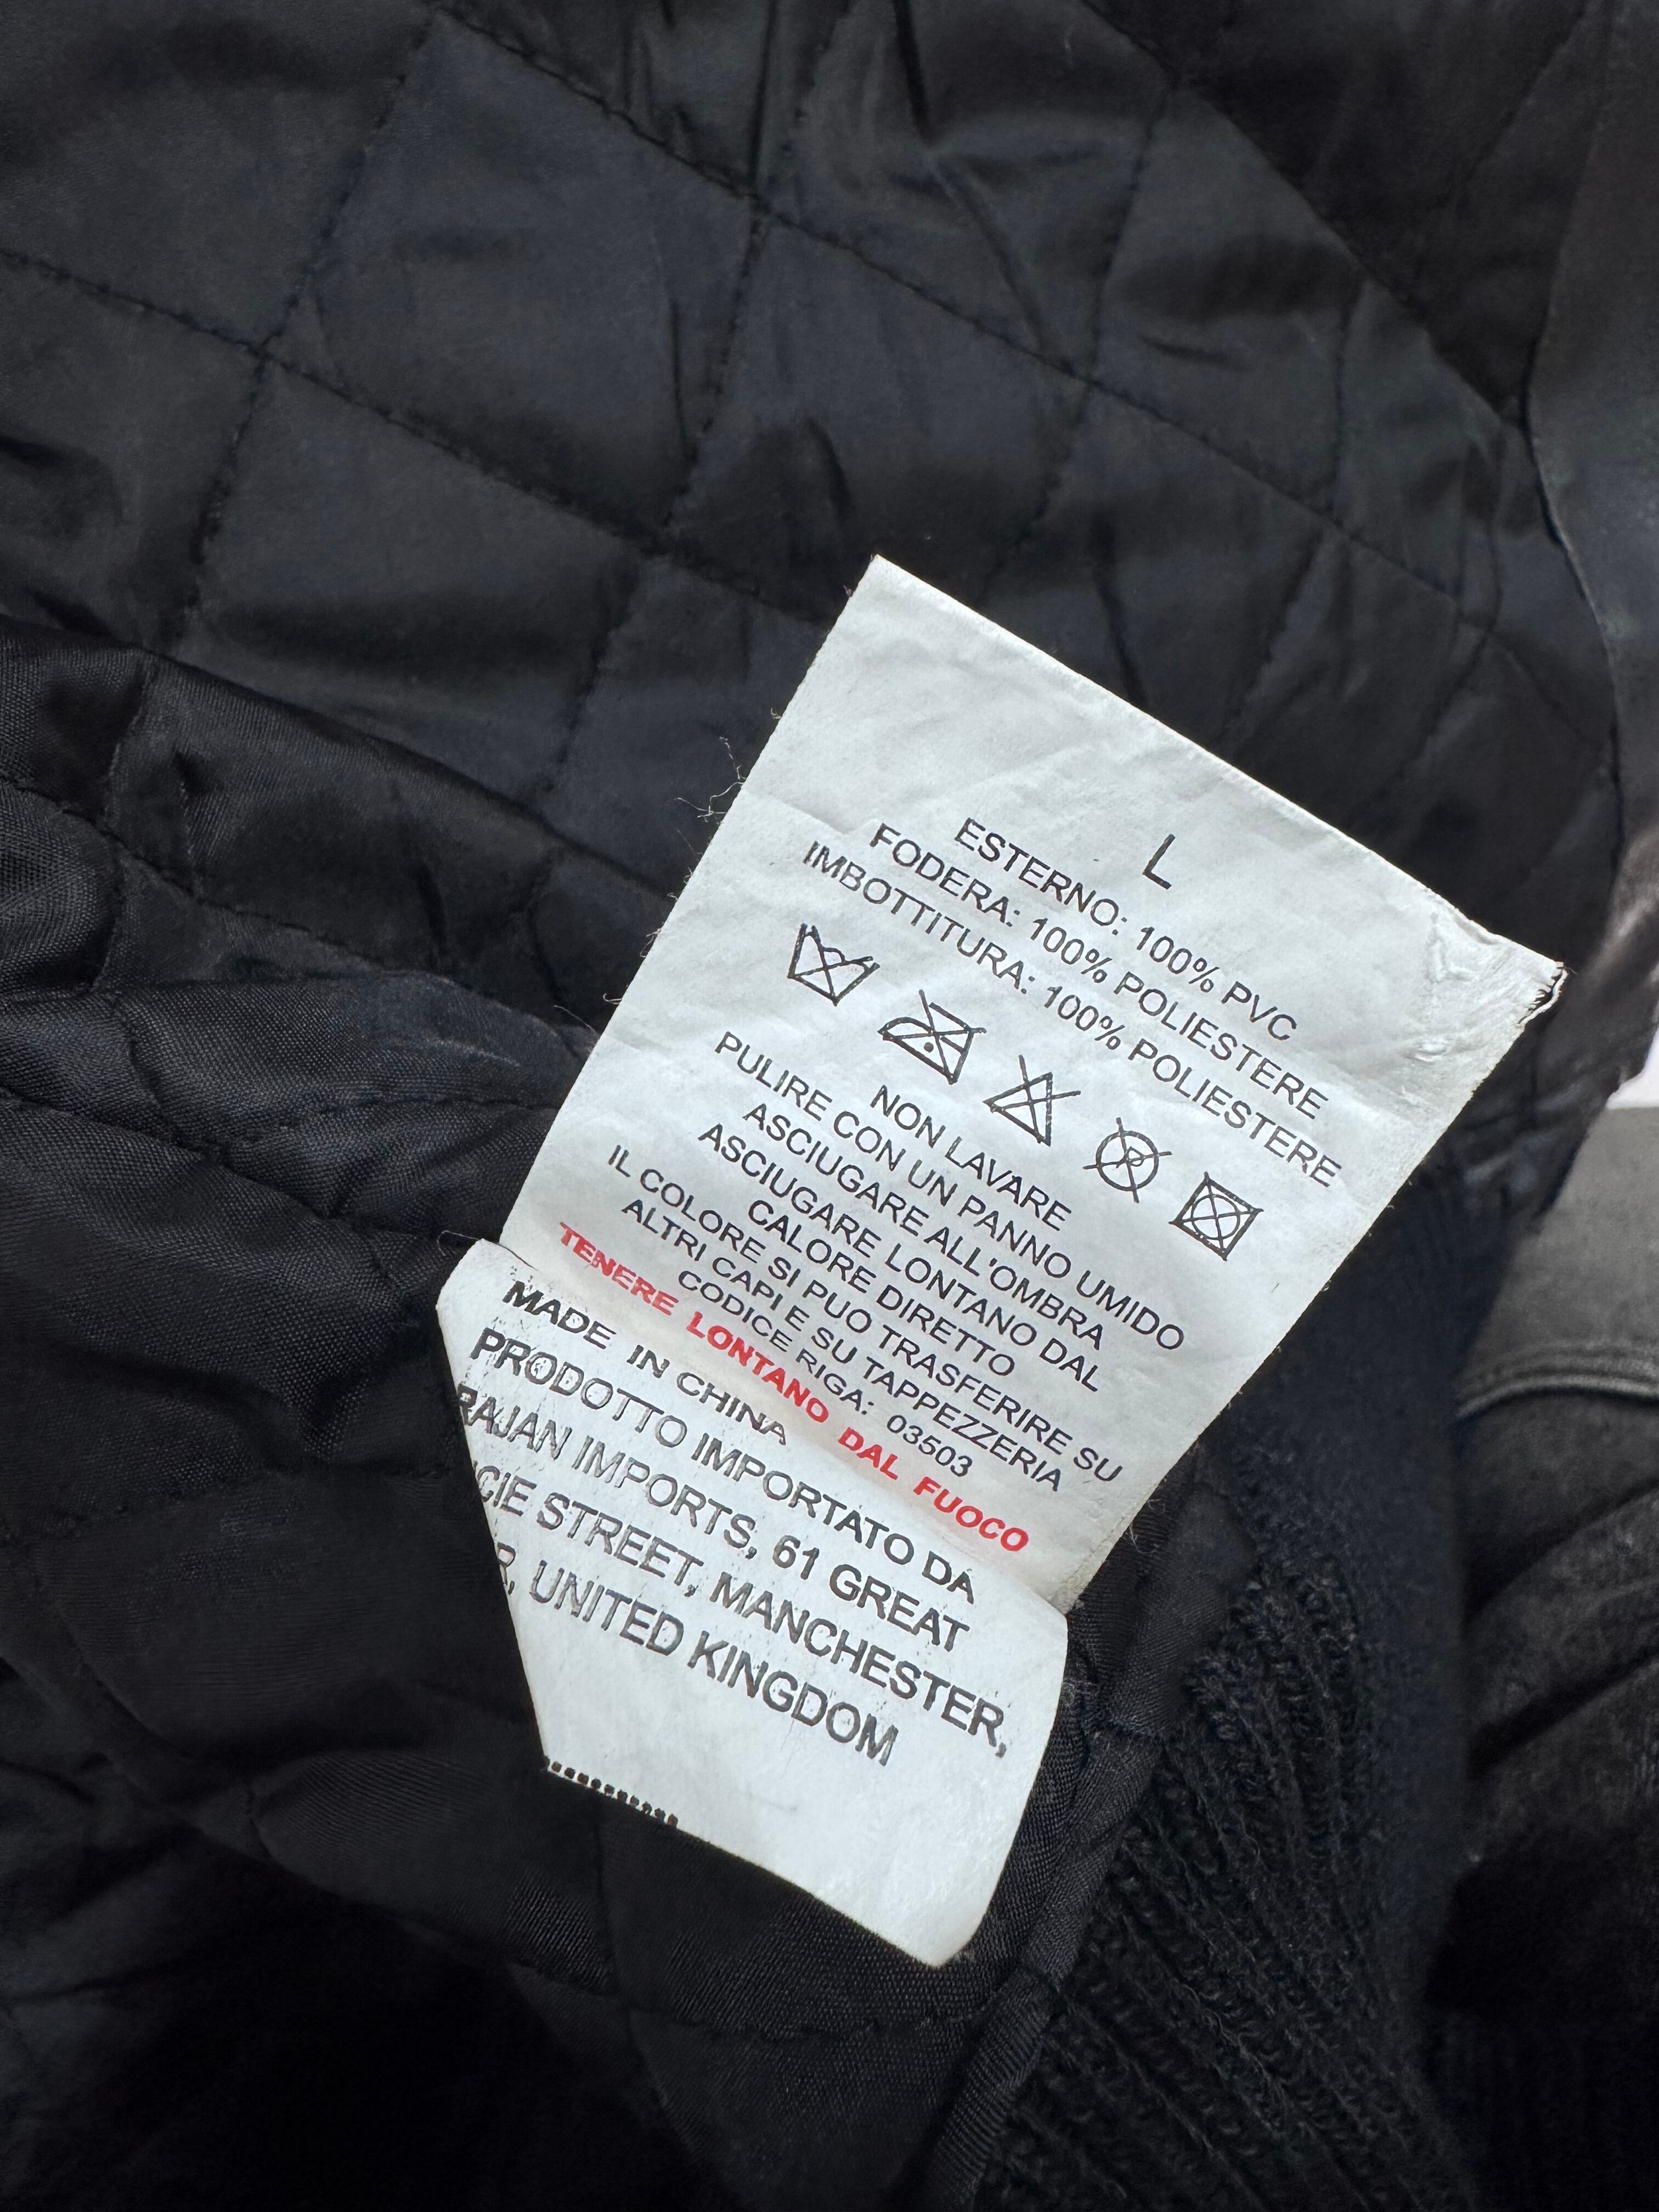 L
ESTERNO: 100% PVC
FODERA: 100% POLIESTERE
IMBOTTITURA: 100% POLIESTERE
P
NON LAVARE
PULIRE CON UN PANNO UMIDO
ASCIUGARE ALL'OMBRA
ASCIUGARE LONTANO DAL
CALORE DIRETTO
IL COLORE SI PUO TRASFERIRE SU
ALTRI CAPI E SU TAPPEZZERIA
CODICE RIGA: 03503
TENERE LONTANO DAL FUOCO
MADE IN CHINA
PRODOTTO IMPORTATO DA
RAJAN IMPORTS, 61 GREAT
STREET, MANCHESTER,
UNITED KINGDOM